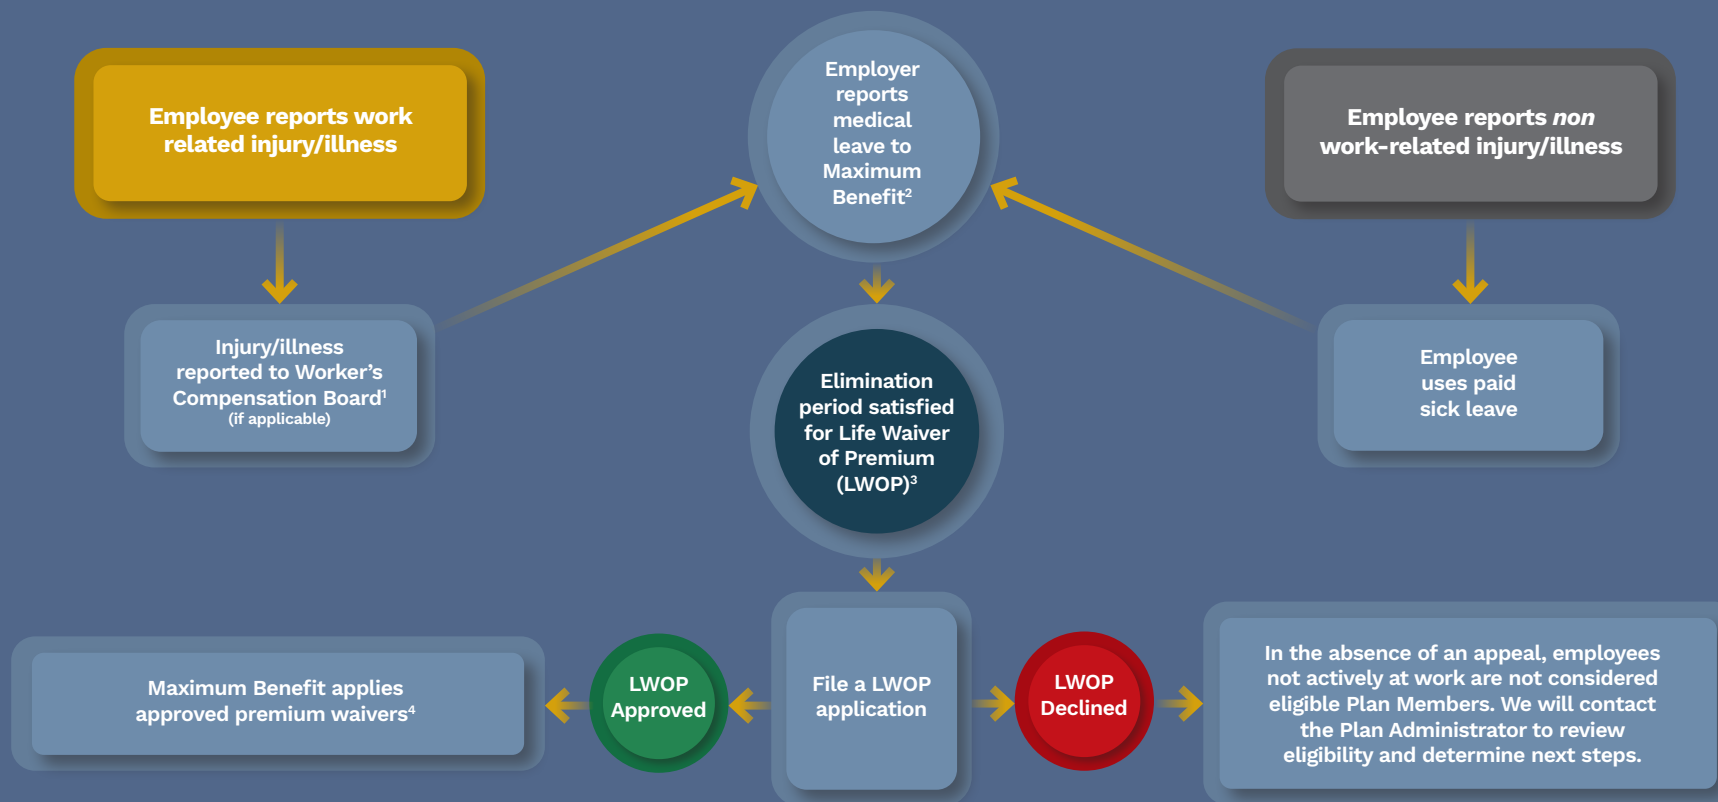 Employee reports work
related injury/illness
Employer
reports
medical
leave to
Maximum
Benefit²
Employee reports non
work-related injury/illness
Injury/illness
reported to Worker’s
Compensation Board¹
(if applicable)
Elimination
period satisfied
for Life Waiver
of Premium
(LWOP)³
Employee
uses paid
sick leave
Maximum Benefit applies
approved premium waivers⁴
LWOP
Approved
File a LWOP
application
LWOP
Declined
In the absence of an appeal, employees
not actively at work are not considered
eligible Plan Members. We will contact
the Plan Administrator to review
eligibility and determine next steps.